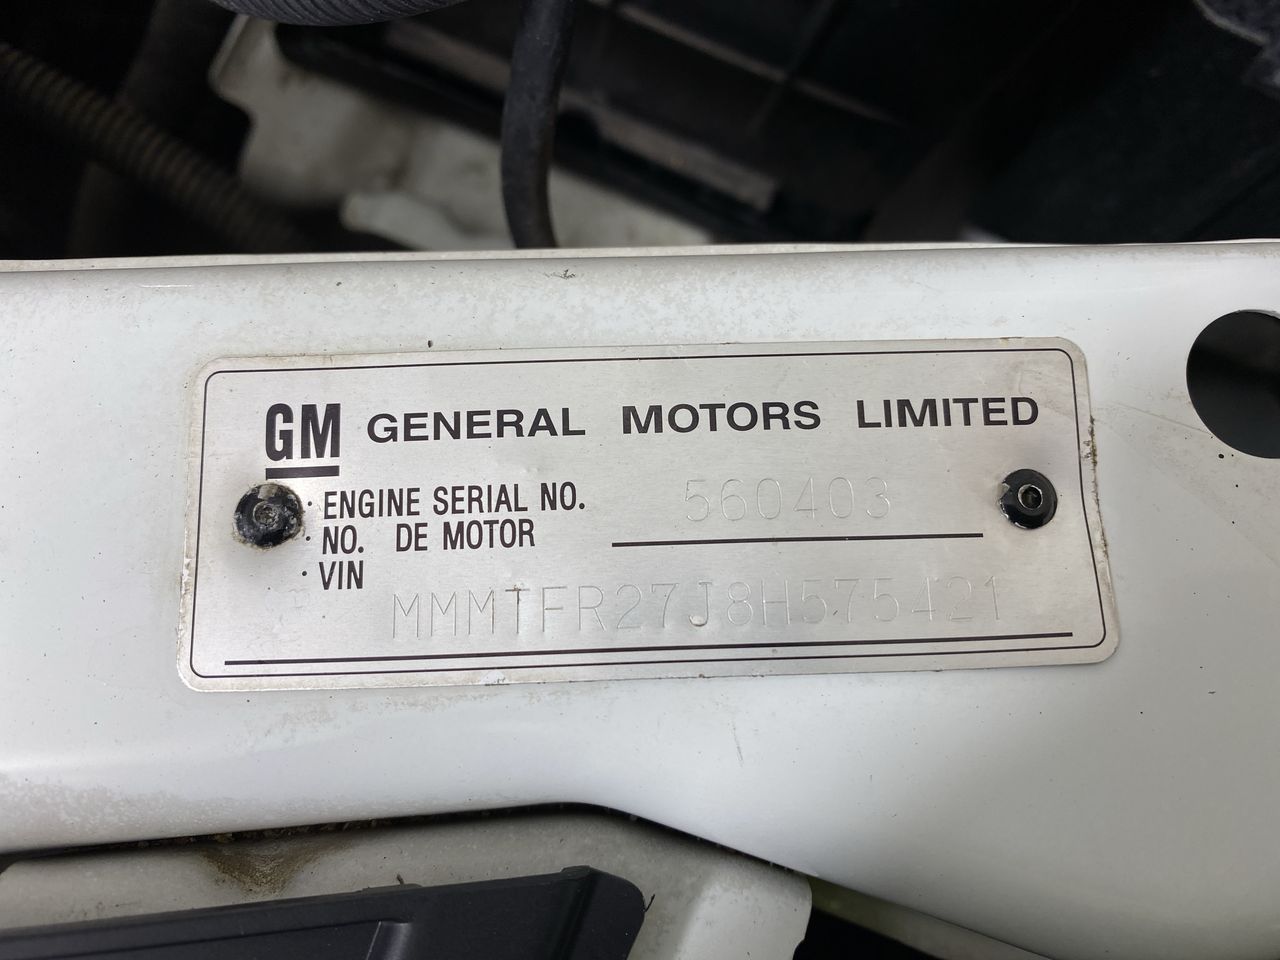 GM GENERAL MOTORS LIMITED
· ENGINE SERIAL NO. 560403
· NO. DE MOTOR
· VIN
MMMTFR27J8H575421